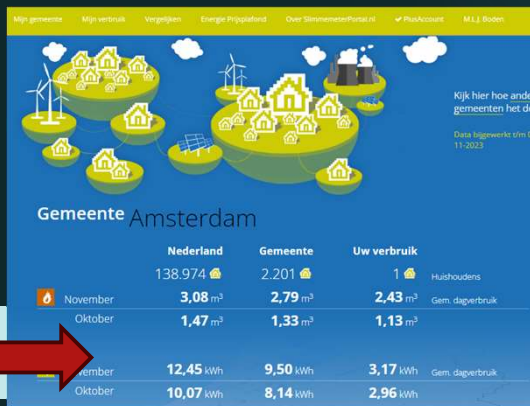 Mijn gemeente Mijn verbruik Vergelijken Energie Prijsplafond Over SlimmemeterPortal.nl ✔ PlusAccount M.L.J. Boden
Kijk hier hoe
gemeenten het
Data bijgewerkt t/m
11-2023
Gemeente Amsterdam
Nederland Gemeente Uw verbruik
138.974 2.201 1 Huishoudens
November 3,08 m³ 2,79 m³ 2,43 m³ Gem. dagverbruik
Oktober 1,47 m³ 1,33 m³ 1,13 m³
12,45 kWh 9,50 kWh 3,17 kWh Gem. dagverbruik
Oktober 10,07 kWh 8,14 kWh 2,96 kWh